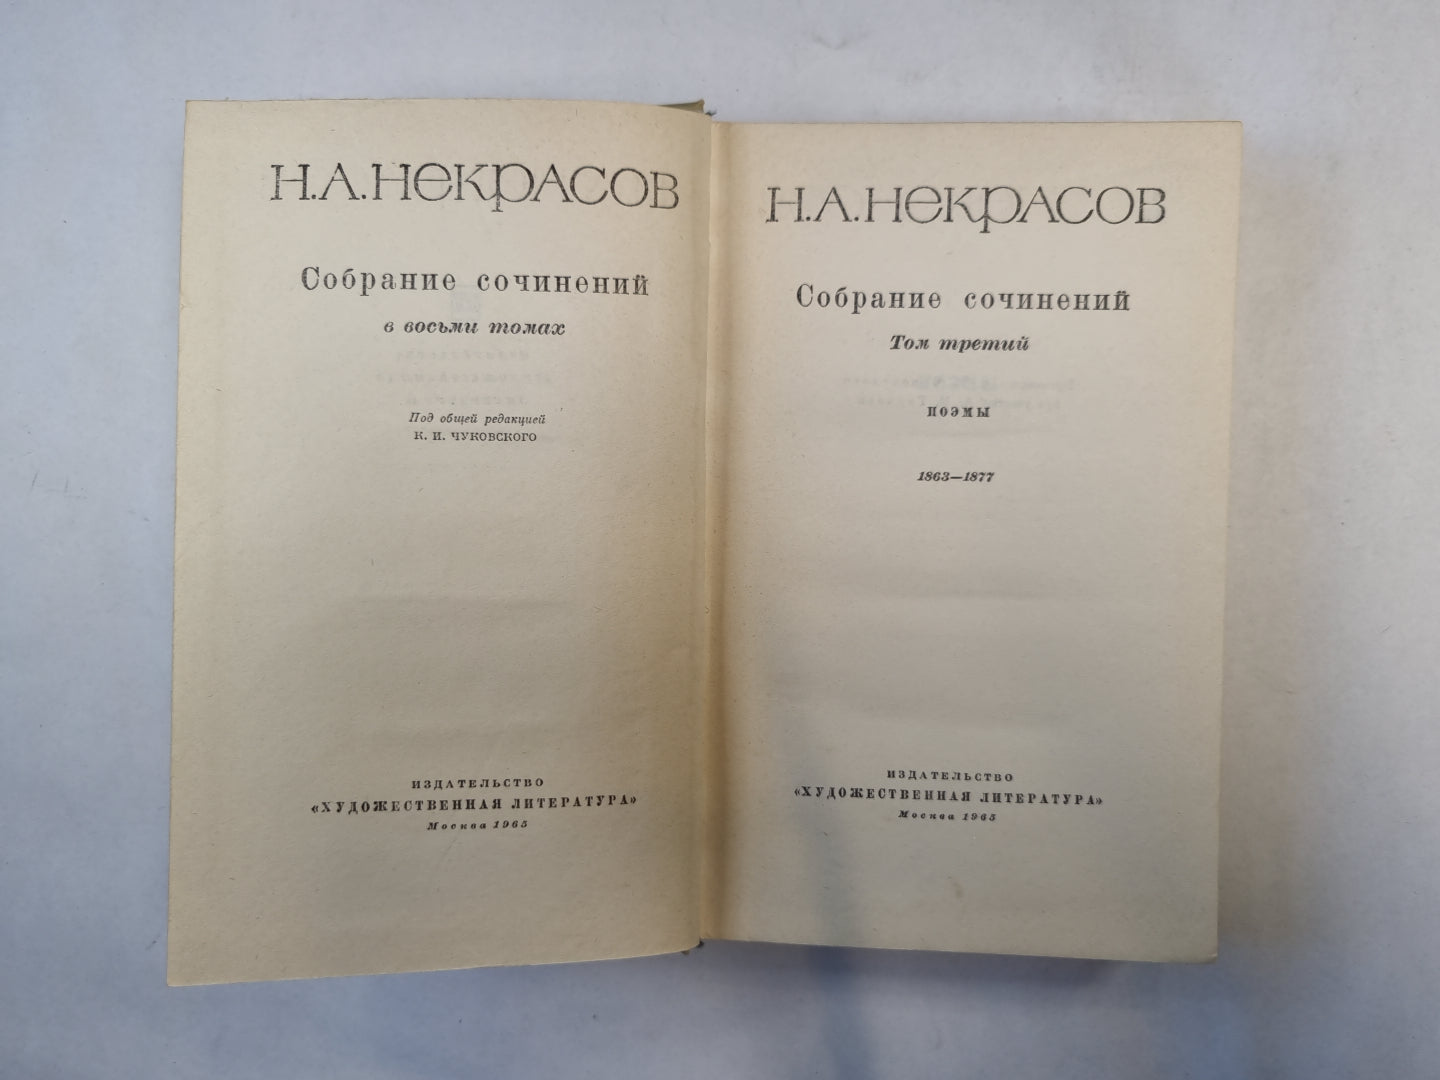 Н.А.НЕКРАСОВ
Собрание сочинений
в восьми томах
Под общей редакцией
К. И. ЧУКОВСКОГО
ИЗДАТЕЛЬСТВО
«ХУДОЖЕСТВЕННАЯ ЛИТЕРАТУРА»
Москва 1965
Н.А.НЕКРАСОВ
Собрание сочинений
Том третий
ПОЭМЫ
1863—1877
ИЗДАТЕЛЬСТВО
«ХУДОЖЕСТВЕННАЯ ЛИТЕРАТУРА»
Москва 1965